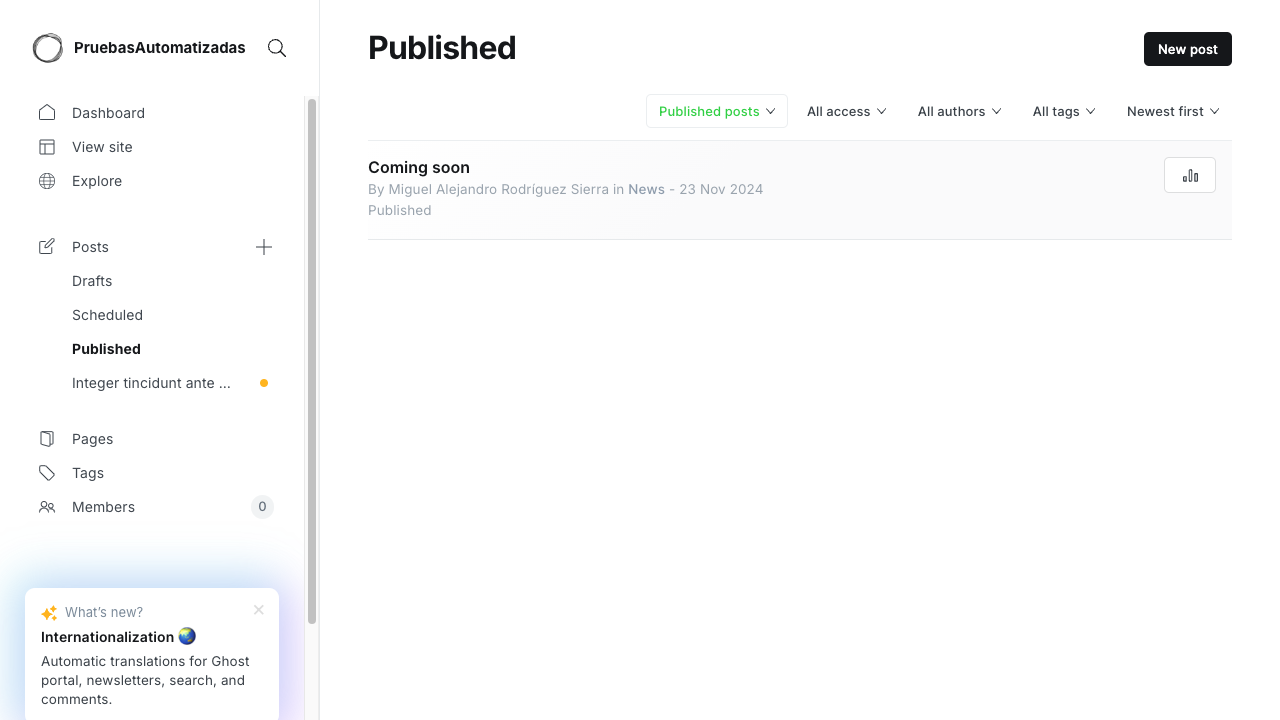 PruebasAutomatizadas
Dashboard
View site
Explore
Posts
Drafts
Scheduled
Published
Integer tincidunt ante ...
Pages
Tags
Members
0
What's new?
Internationalization 🌏
Automatic translations for Ghost
portal, newsletters, search, and
comments.
Published
New post
Published posts
All access
All authors
All tags
Newest first
Coming soon
By Miguel Alejandro Rodríguez Sierra in News - 23 Nov 2024
Published